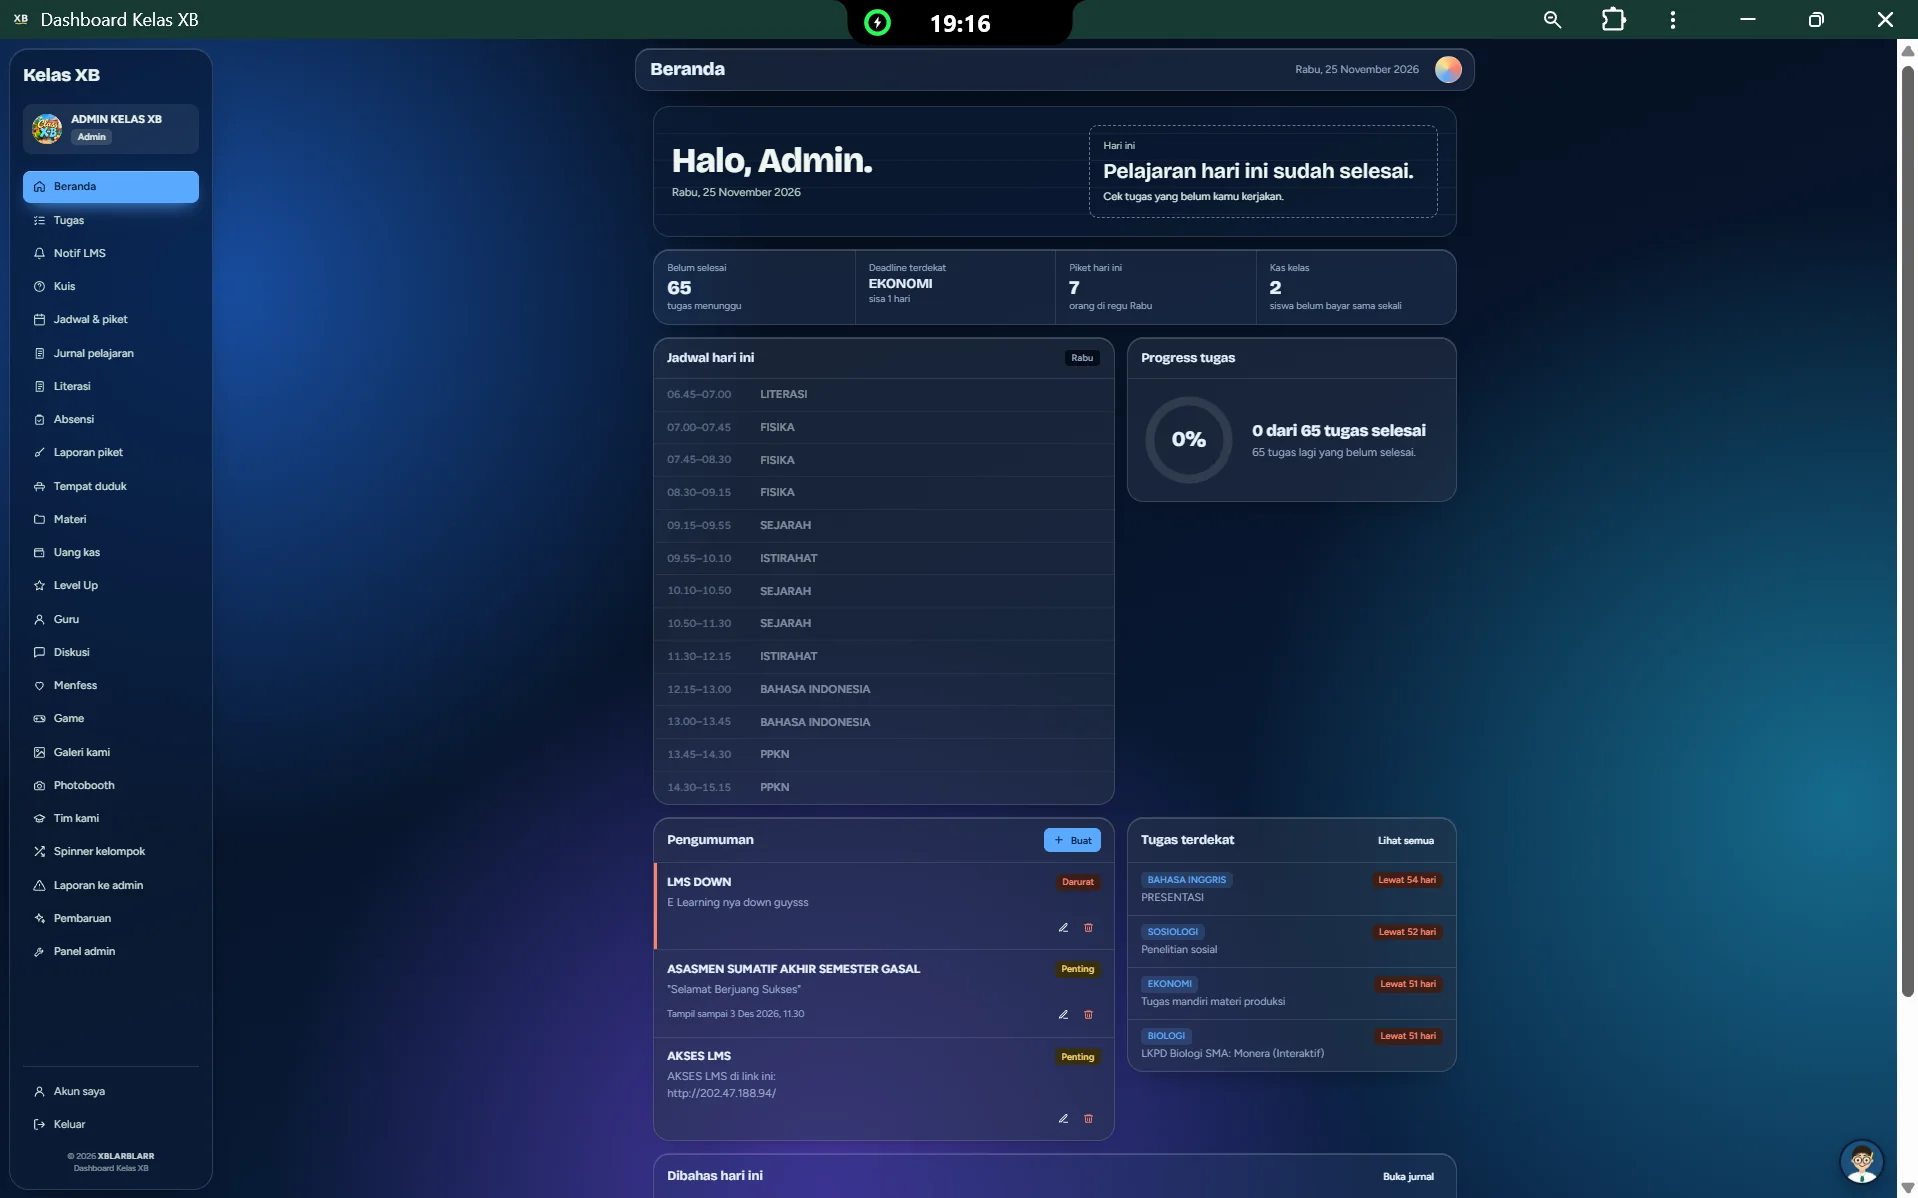 XB Dashboard Kelas XB
19:16
Kelas XB
ADMIN KELAS XB
Admin
Beranda
Tugas
Notif LMS
Kuis
Jadwal & piket
Jurnal pelajaran
Literasi
Absensi
Laporan piket
Tempat duduk
Materi
Uang kas
Level Up
Guru
Diskusi
Menfess
Game
Galeri kami
Photobooth
Tim kami
Spinner kelompok
Laporan ke admin
Pembaruan
Panel admin
Akun saya
Keluar
© 2026 XBLARBLARR
Dashboard Kelas XB
Beranda
Rabu, 25 November 2026
Halo, Admin.
Rabu, 25 November 2026
Hari ini
Pelajaran hari ini sudah selesai.
Cek tugas yang belum kamu kerjakan.
Belum selesai
65
tugas menunggu
Deadline terdekat
EKONOMI
sisa 1 hari
Piket hari ini
7
orang di regu Rabu
Kas kelas
2
siswa belum bayar sama sekali
Jadwal hari ini
Rabu
06.45–07.00 LITERASI
07.00–07.45 FISIKA
07.45–08.30 FISIKA
08.30–09.15 FISIKA
09.15–09.55 SEJARAH
09.55–10.10 ISTIRAHAT
10.10–10.50 SEJARAH
10.50–11.30 SEJARAH
11.30–12.15 ISTIRAHAT
12.15–13.00 BAHASA INDONESIA
13.00–13.45 BAHASA INDONESIA
13.45–14.30 PPKN
14.30–15.15 PPKN
Progress tugas
0%
0 dari 65 tugas selesai
65 tugas lagi yang belum selesai.
Pengumuman
+ Buat
LMS DOWN
Darurat
E Learning nya down guysss
ASASMEN SUMATIF AKHIR SEMESTER GASAL
Penting
"Selamat Berjuang Sukses"
Tampil sampai 3 Des 2026, 11.30
AKSES LMS
Penting
AKSES LMS di link ini:
http://202.47.188.94/
Tugas terdekat
Lihat semua
BAHASA INGGRIS
Lewat 54 hari
PRESENTASI
SOSIOLOGI
Lewat 52 hari
Penelitian sosial
EKONOMI
Lewat 51 hari
Tugas mandiri materi produksi
BIOLOGI
Lewat 51 hari
LKPD Biologi SMA: Monera (Interaktif)
Dibahas hari ini
Buka jurnal